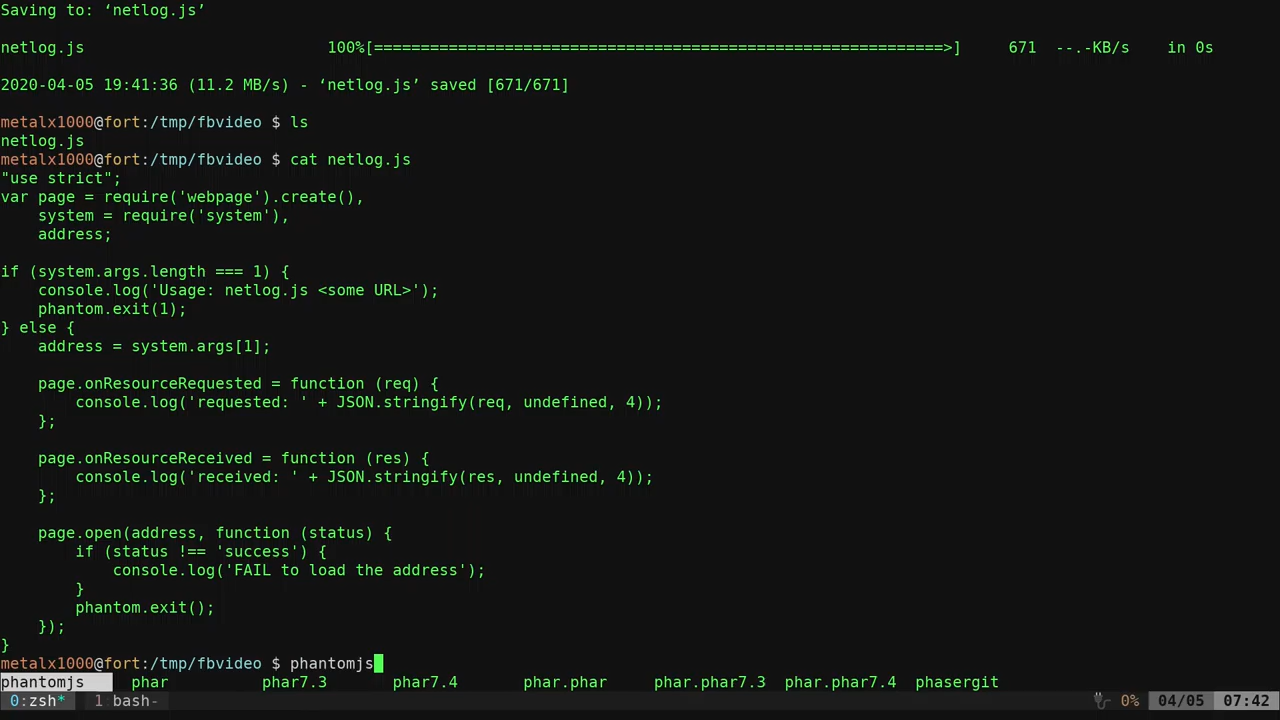 Saving to: ‘netlog.js’
netlog.js                          100%[=============================================================>]     671  --.-KB/s    in 0s
2020-04-05 19:41:36 (11.2 MB/s) - ‘netlog.js’ saved [671/671]
metalx1000@fort:/tmp/fbvideo $ ls
netlog.js
metalx1000@fort:/tmp/fbvideo $ cat netlog.js
"use strict";
var page = require('webpage').create(),
    system = require('system'),
    address;
if (system.args.length === 1) {
    console.log('Usage: netlog.js <some URL>');
    phantom.exit(1);
} else {
    address = system.args[1];
    page.onResourceRequested = function (req) {
        console.log('requested: ' + JSON.stringify(req, undefined, 4));
    };
    page.onResourceReceived = function (res) {
        console.log('received: ' + JSON.stringify(res, undefined, 4));
    };
    page.open(address, function (status) {
        if (status !== 'success') {
            console.log('FAIL to load the address');
        }
        phantom.exit();
    });
}
metalx1000@fort:/tmp/fbvideo $ phantomjs
phantomjs     phar          phar7.3       phar7.4       phar.phar     phar.phar7.3  phar.phar7.4  phasergit
0:zsh*  1:bash-  0%  04/05  07:42